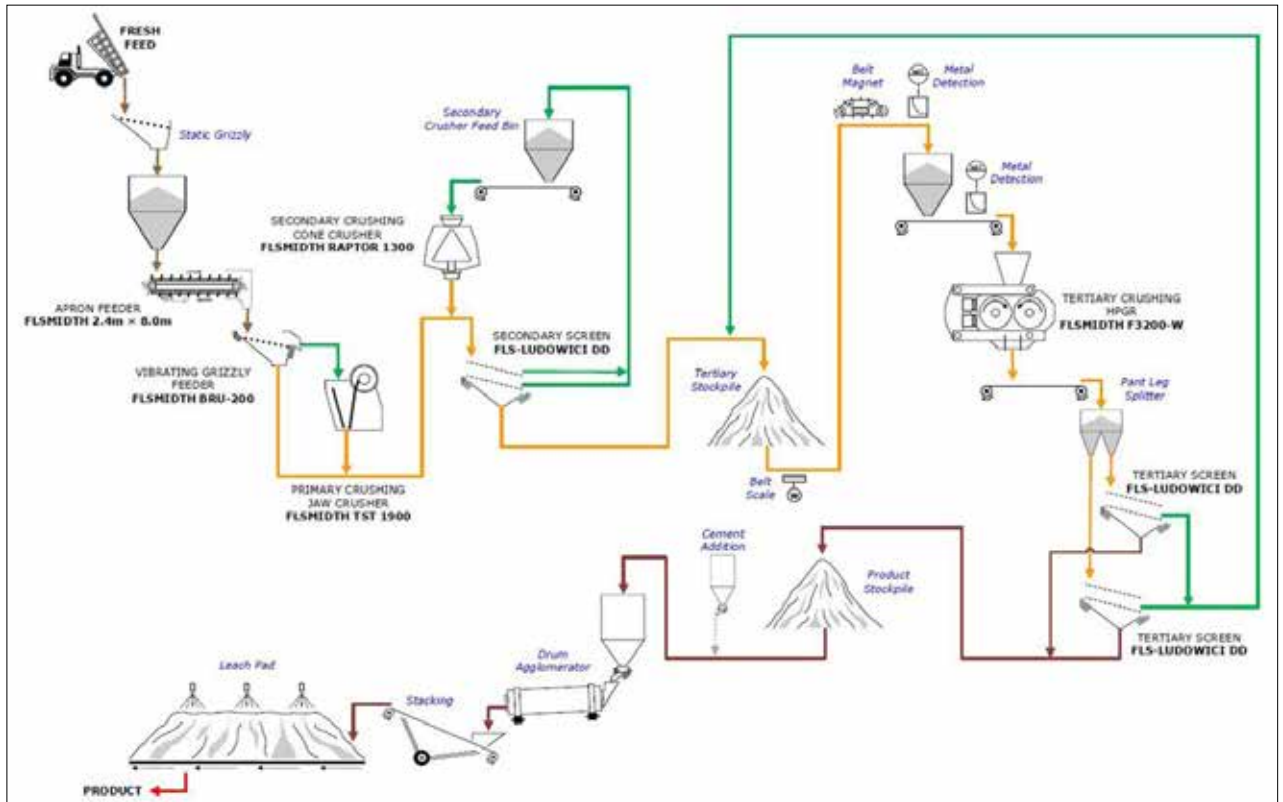 FRESH
FEED
Static Grizzly
APRON FEEDER
FLSMIDTH 2.4m × 8.0m
VIBRATING GRIZZLY
FEEDER
FLSMIDTH BRU-200
PRIMARY CRUSHING
JAW CRUSHER
FLSMIDTH TST 1900
Secondary
Crusher Feed Bin
SECONDARY CRUSHING
CONE CRUSHER
FLSMIDTH RAPTOR 1300
SECONDARY SCREEN
FLS-LUDOWICI DD
Tertiary
Stockpile
Belt
Scale
Belt
Magnet
Metal
Detection
Metal
Detection
TERTIARY CRUSHING
HPGR
FLSMIDTH F3200-W
Pant Leg
Splitter
TERTIARY SCREEN
FLS-LUDOWICI DD
TERTIARY SCREEN
FLS-LUDOWICI DD
Product
Stockpile
Cement
Addition
Drum
Agglomerator
Stacking
Leach Pad
PRODUCT